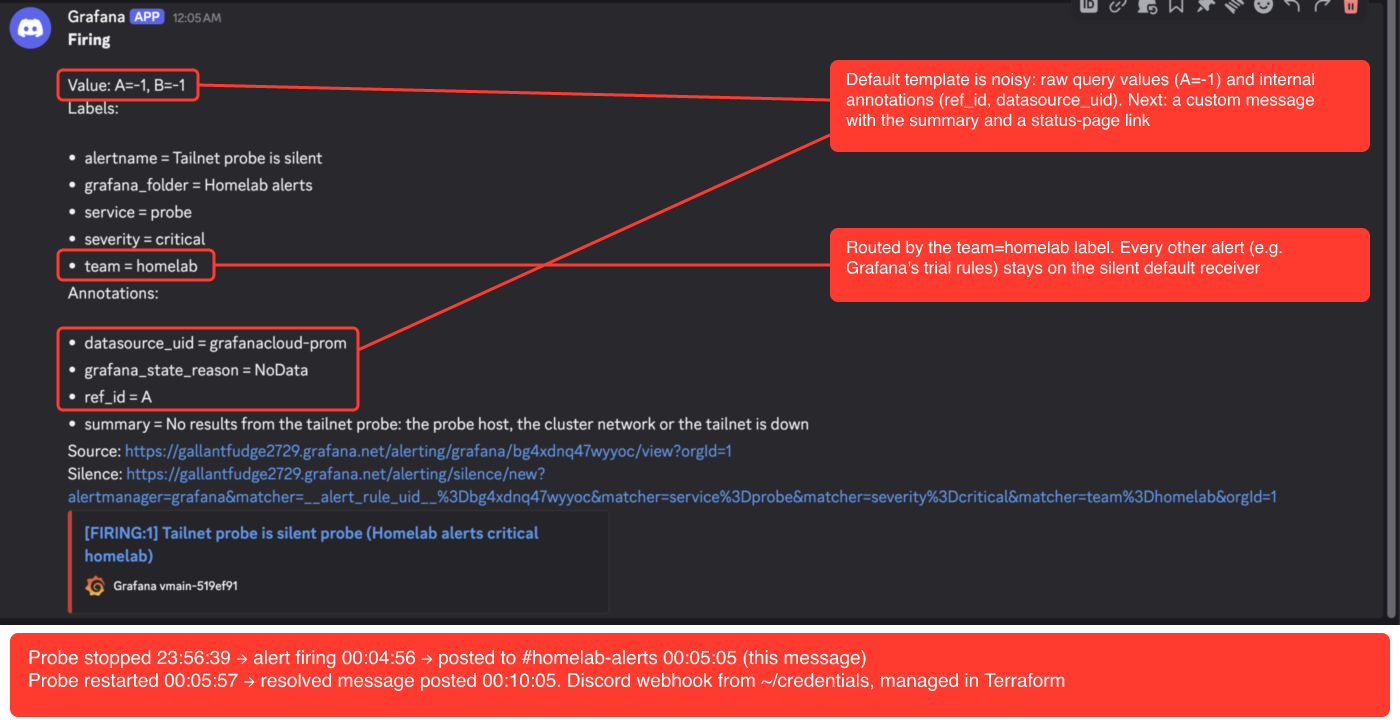 Grafana APP 12:05 AM
Firing
Value: A=-1, B=-1
Labels:
• alertname = Tailnet probe is silent
• grafana_folder = Homelab alerts
• service = probe
• severity = critical
• team = homelab
Annotations:
• datasource_uid = grafanacloud-prom
• grafana_state_reason = NoData
• ref_id = A
• summary = No results from the tailnet probe: the probe host, the cluster network or the tailnet is down
Source: https://gallantfudge2729.grafana.net/alerting/grafana/bg4xdnq47wyyoc/view?orgId=1
Silence: https://gallantfudge2729.grafana.net/alerting/silence/new?
alertmanager=grafana&matcher=__alert_rule_uid__%3Dbg4xdnq47wyyoc&matcher=service%3Dprobe&matcher=severity%3Dcritical&matcher=team%3Dhomelab&orgId=1
[FIRING:1] Tailnet probe is silent probe (Homelab alerts critical
homelab)
Grafana vmain-519ef91
Default template is noisy: raw query values (A=-1) and internal
annotations (ref_id, datasource_uid). Next: a custom message
with the summary and a status-page link
Routed by the team=homelab label. Every other alert (e.g.
Grafana's trial rules) stays on the silent default receiver
Probe stopped 23:56:39 → alert firing 00:04:56 → posted to #homelab-alerts 00:05:05 (this message)
Probe restarted 00:05:57 → resolved message posted 00:10:05. Discord webhook from ~/credentials, managed in Terraform
ID